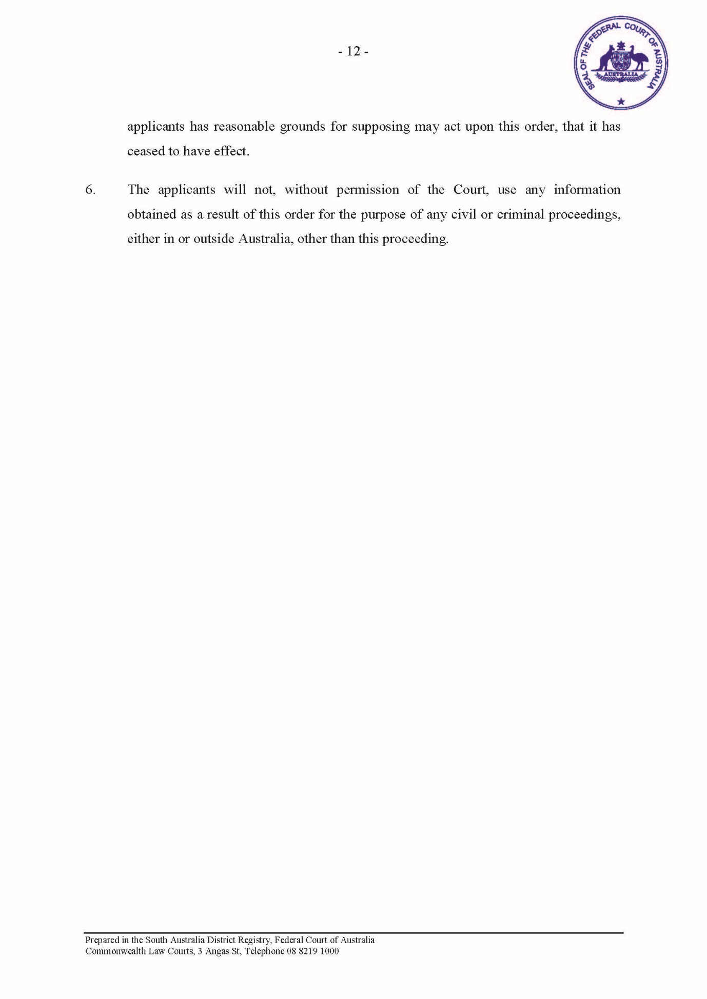 - 12 -
SEAL OF THE FEDERAL COURT OF AUSTRALIA
AUSTRALIA
applicants has reasonable grounds for supposing may act upon this order, that it has
ceased to have effect.
6. The applicants will not, without permission of the Court, use any information
obtained as a result of this order for the purpose of any civil or criminal proceedings,
either in or outside Australia, other than this proceeding.
Prepared in the South Australia District Registry, Federal Court of Australia
Commonwealth Law Courts, 3 Angas St, Telephone 08 8219 1000